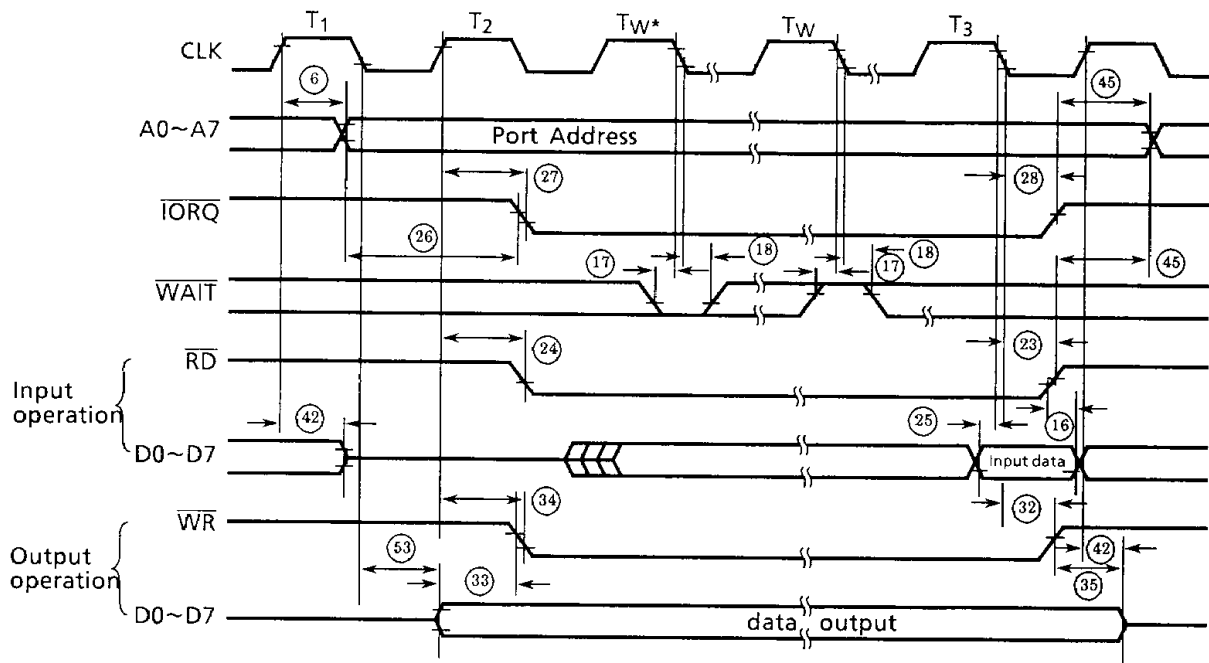 T1 T2 TW* TW T3
CLK
6 45
A0~A7 Port Address
27 28
IORQ
26 18 18
17 17 45
WAIT
24 23
RD
Input operation
42 25 16
D0~D7 Input data
34 32
WR
Output operation
53 33 42
35
D0~D7 data output